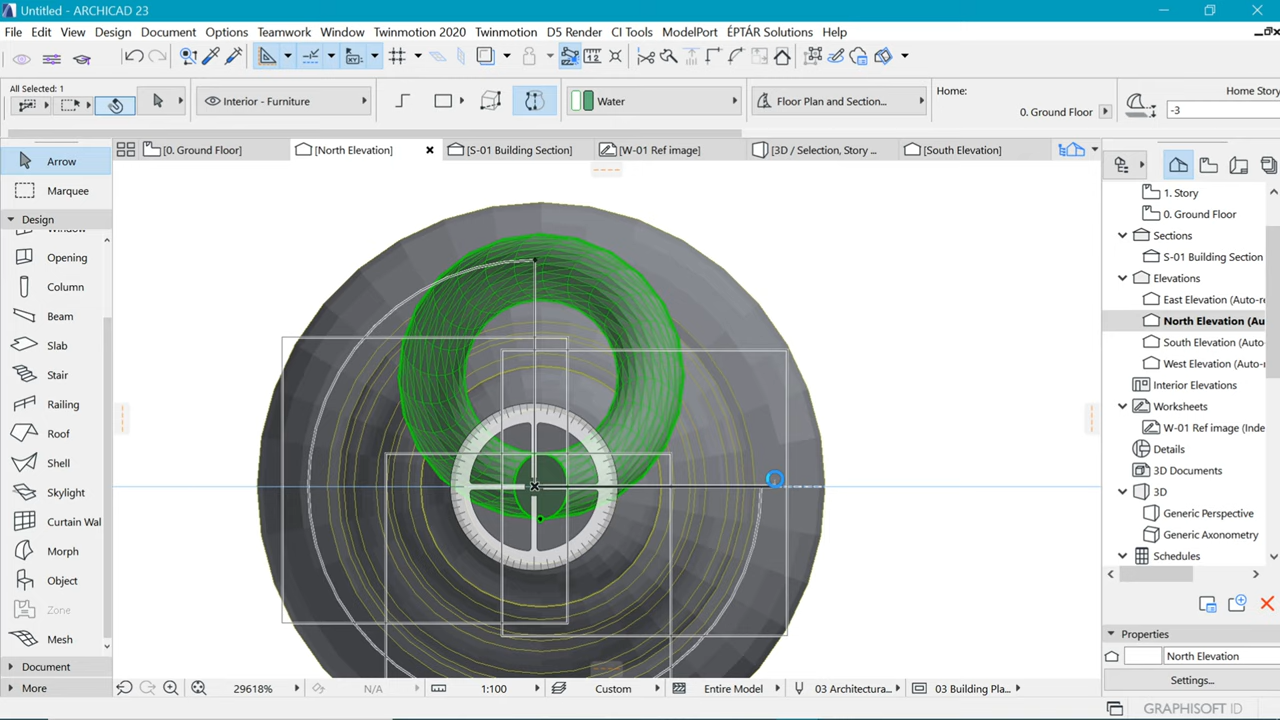 Untitled - ARCHICAD 23
File Edit View Design Document Options Teamwork Window Twinmotion 2020 Twinmotion D5 Render CI Tools ModelPort ÉPTÁR Solutions Help
All Selected: 1
Interior - Furniture
Water
Floor Plan and Section...
Home:
0. Ground Floor
Home Story
-3
[0. Ground Floor]
[North Elevation]
[S-01 Building Section]
[W-01 Ref image]
[3D / Selection, Story ...
[South Elevation]
Arrow
Marquee
Design
Opening
Column
Beam
Slab
Stair
Railing
Roof
Shell
Skylight
Curtain Wal
Morph
Object
Zone
Mesh
Document
More
1. Story
0. Ground Floor
Sections
S-01 Building Section
Elevations
East Elevation (Auto-r
North Elevation (Au
South Elevation (Auto-
West Elevation (Auto-
Interior Elevations
Worksheets
W-01 Ref image (Inde
Details
3D Documents
3D
Generic Perspective
Generic Axonometry
Schedules
Properties
North Elevation
Settings...
29618%
N/A
1:100
Custom
Entire Model
03 Architectura...
03 Building Pla...
GRAPHISOFT ID